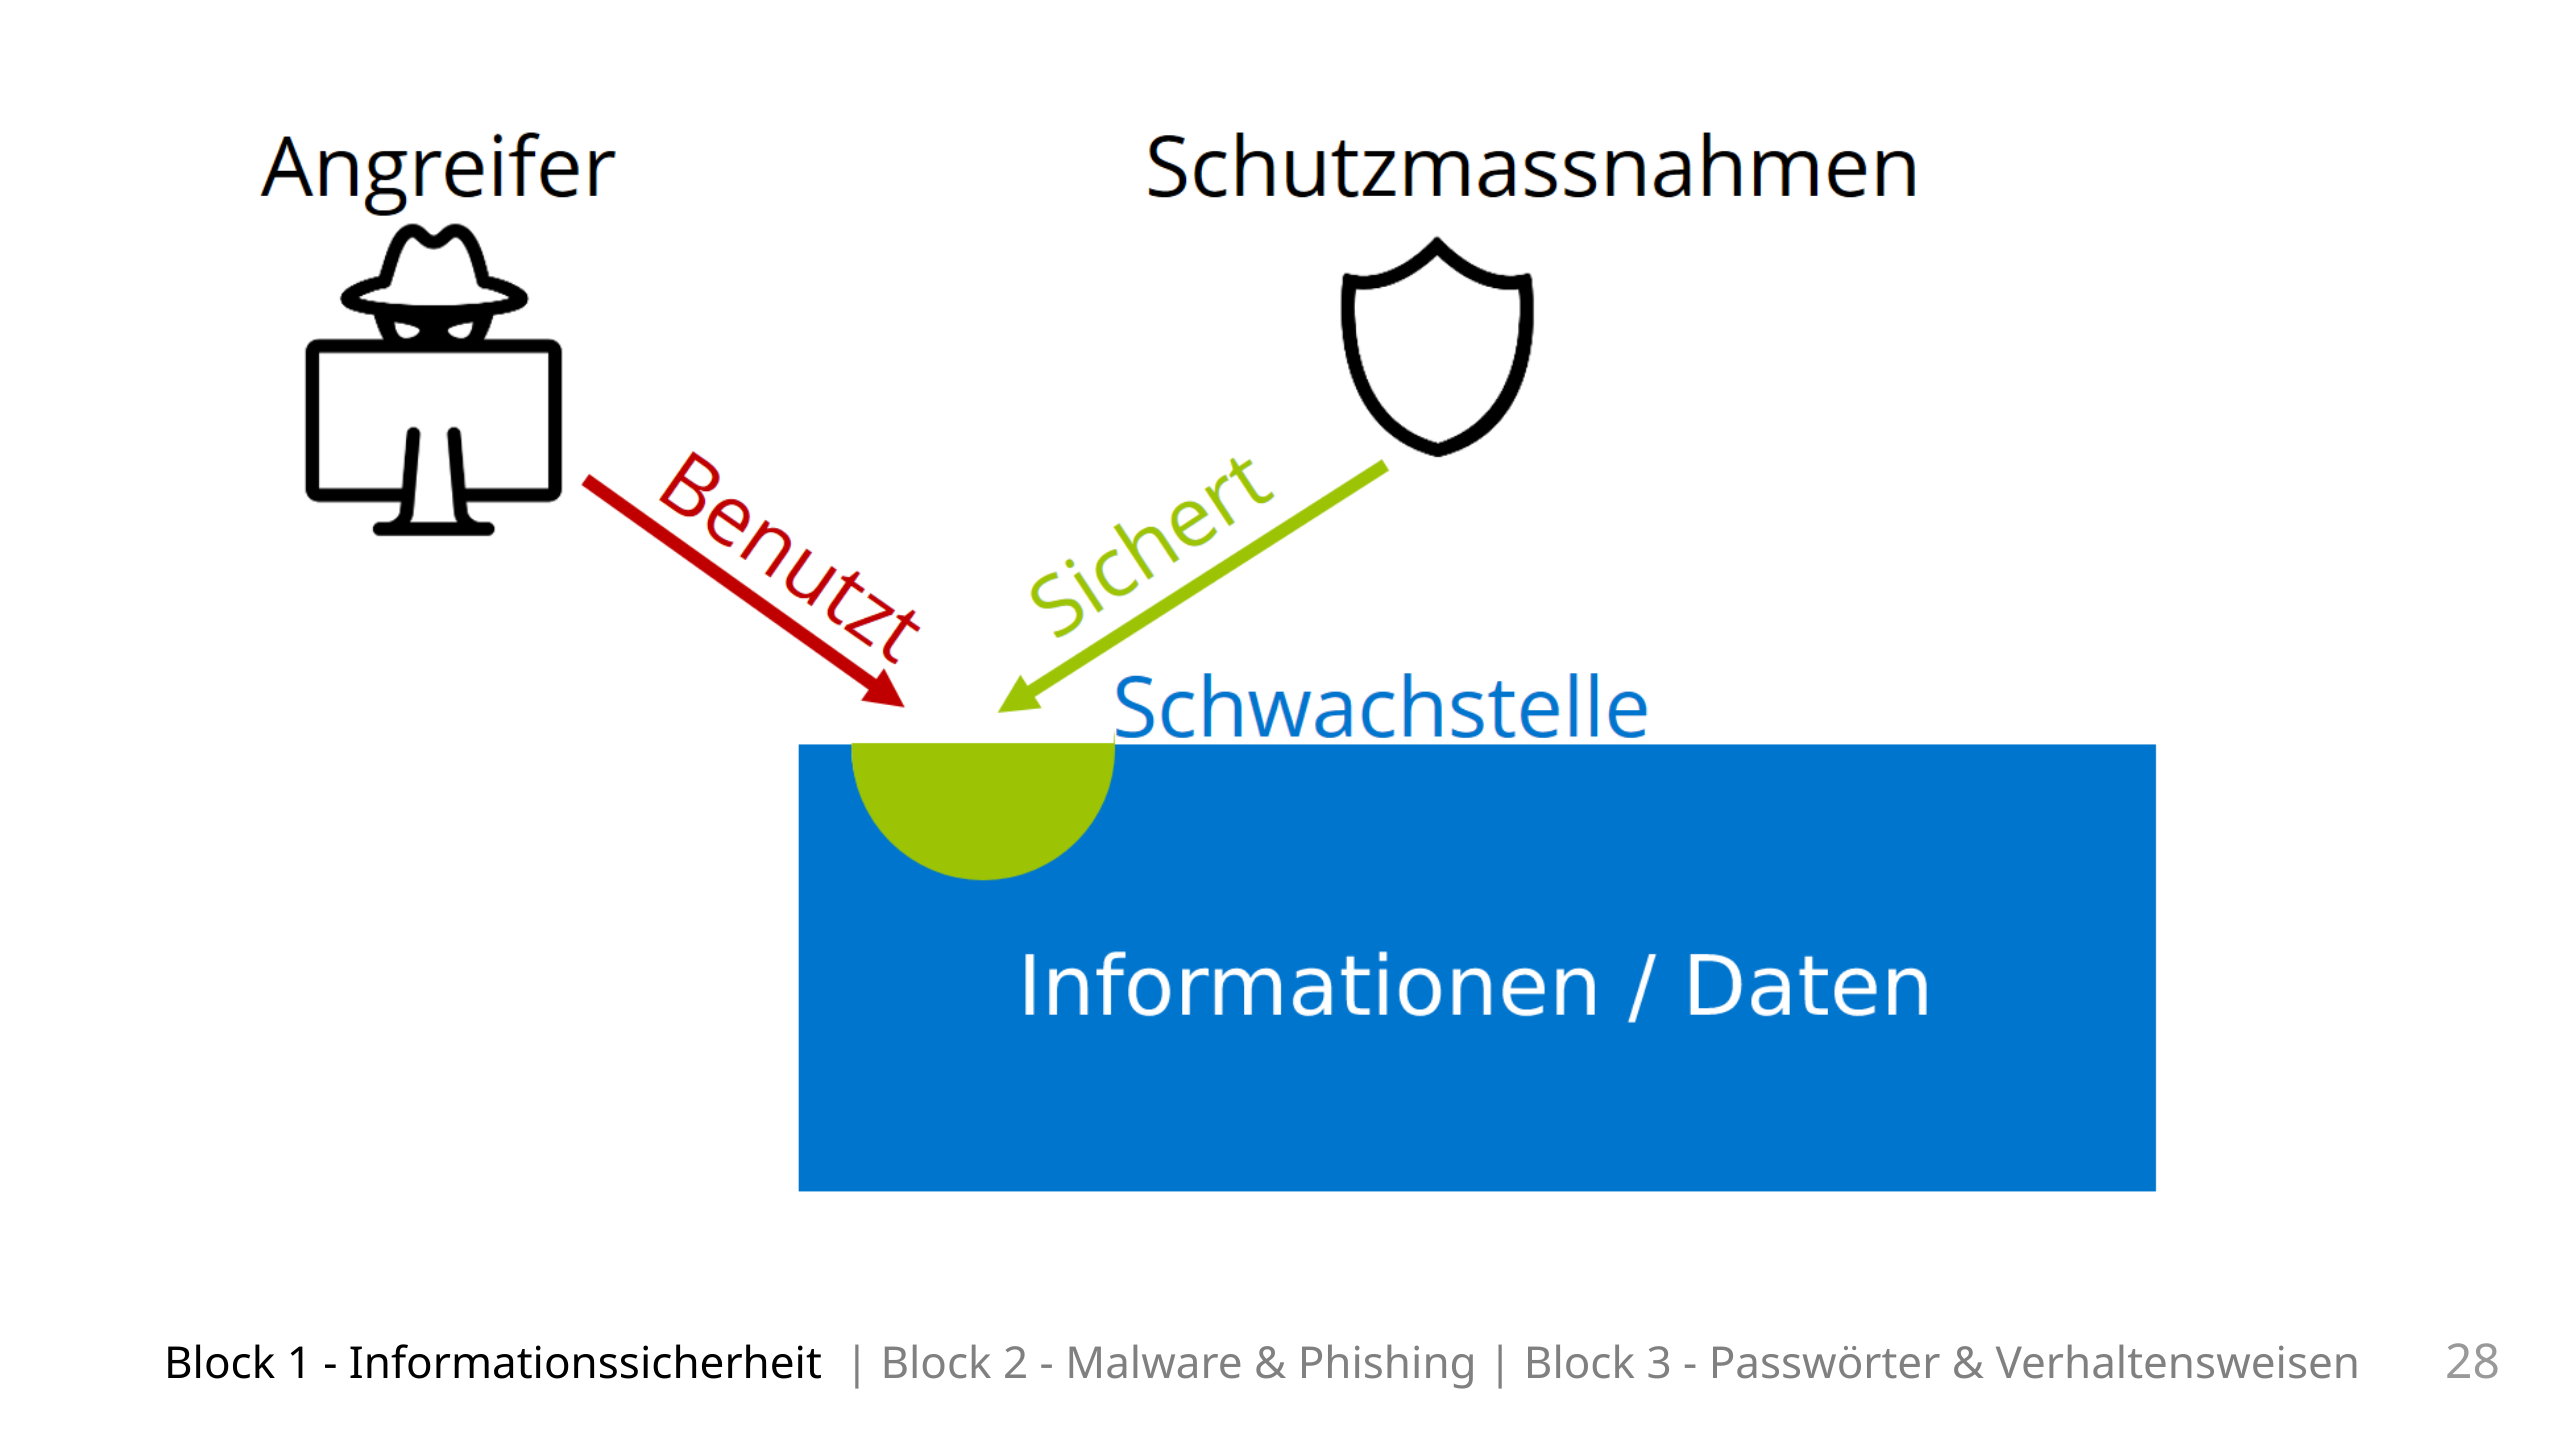 Angreifer
Schutzmassnahmen
Benutzt
Sichert
Schwachstelle
Informationen / Daten
Block 1 - Informationssicherheit | Block 2 - Malware & Phishing | Block 3 - Passwörter & Verhaltensweisen 28